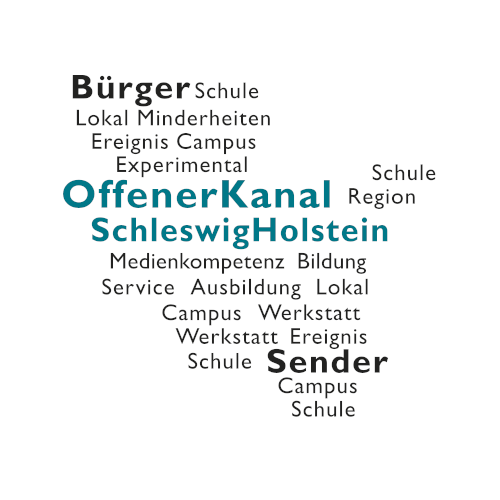 Bürger Schule
Lokal Minderheiten
Ereignis Campus
Experimental
Schule
OffenerKanal Region
SchleswigHolstein
Medienkompetenz Bildung
Service Ausbildung Lokal
Campus Werkstatt
Werkstatt Ereignis
Schule Sender
Campus
Schule